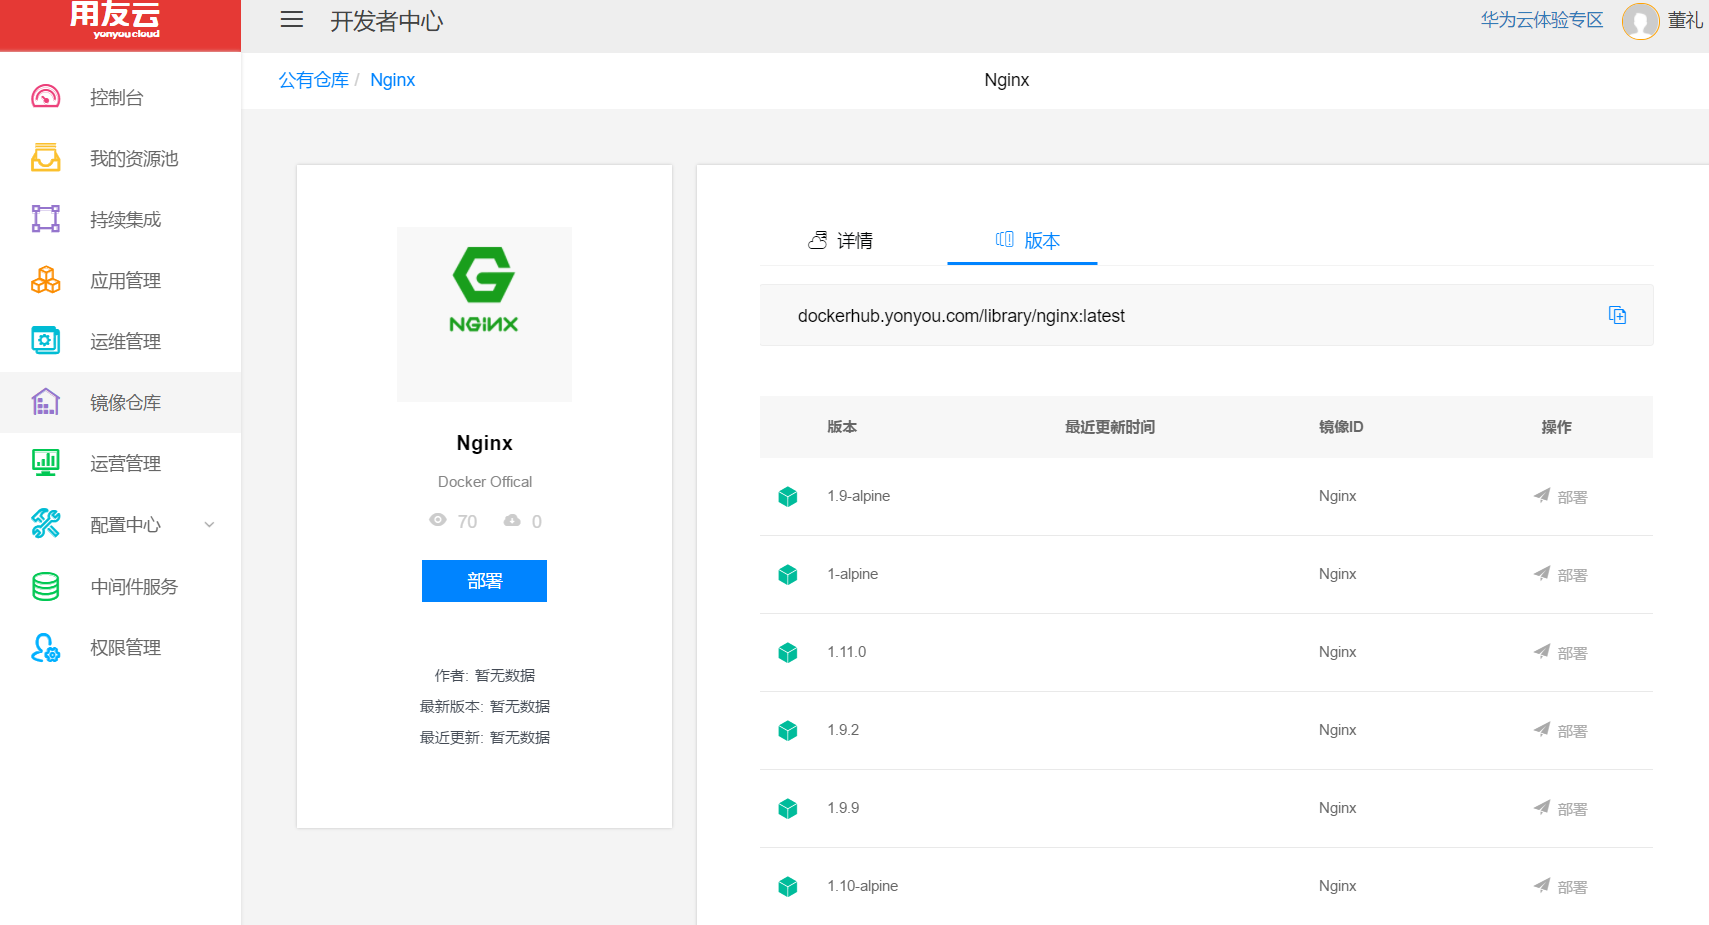 用友云
yonyou cloud
开发者中心
华为云体验专区
董礼
控制台
我的资源池
持续集成
应用管理
运维管理
镜像仓库
运营管理
配置中心
中间件服务
权限管理
公有仓库 / Nginx
Nginx
NGINX
Nginx
Docker Offical
70 0
部署
作者: 暂无数据
最新版本: 暂无数据
最近更新: 暂无数据
详情 版本
dockerhub.yonyou.com/library/nginx:latest
版本 最近更新时间 镜像ID 操作
1.9-alpine Nginx 部署
1-alpine Nginx 部署
1.11.0 Nginx 部署
1.9.2 Nginx 部署
1.9.9 Nginx 部署
1.10-alpine Nginx 部署